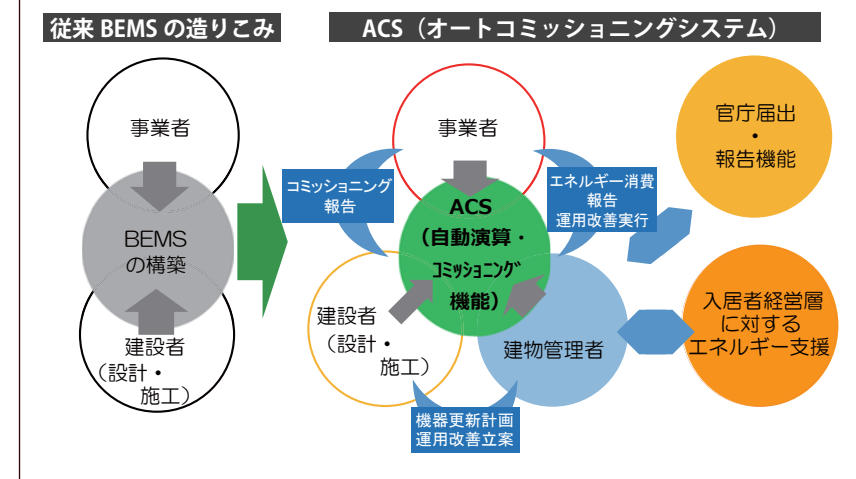 従来 BEMS の造りこみ
ACS（オートコミッショニングシステム）
事業者
BEMS
の構築
建設者
（設計・
施工）
事業者
コミッショニング
報告
エネルギー消費
報告
運用改善実行
ACS
（自動演算・
ｺﾐｯｼｮﾆﾝｸﾞ
機能）
建設者
（設計・
施工）
建物管理者
機器更新計画
運用改善立案
官庁届出
・
報告機能
入居者経営層
に対する
エネルギー支援